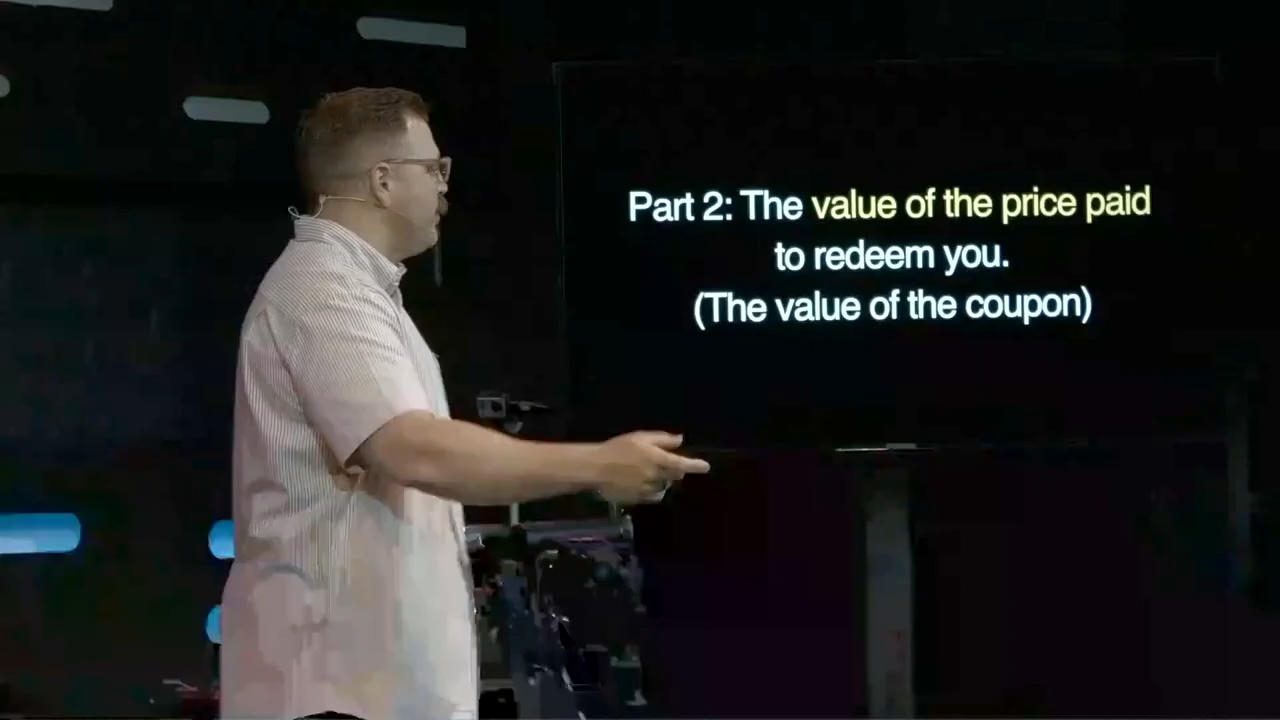 Part 2: The value of the price paid
to redeem you.
(The value of the coupon)